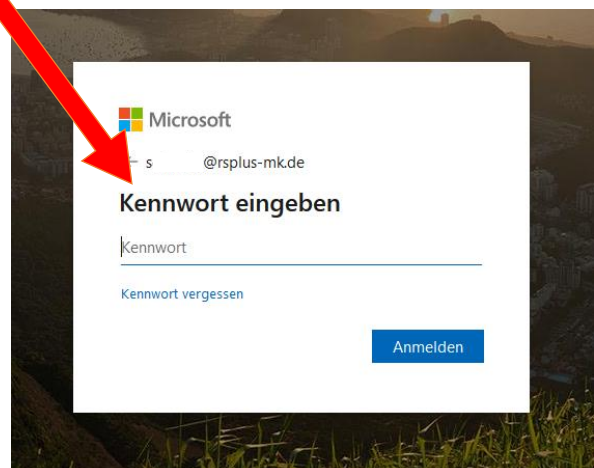 Microsoft
← s @rsplus-mk.de
Kennwort eingeben
Kennwort
Kennwort vergessen
Anmelden